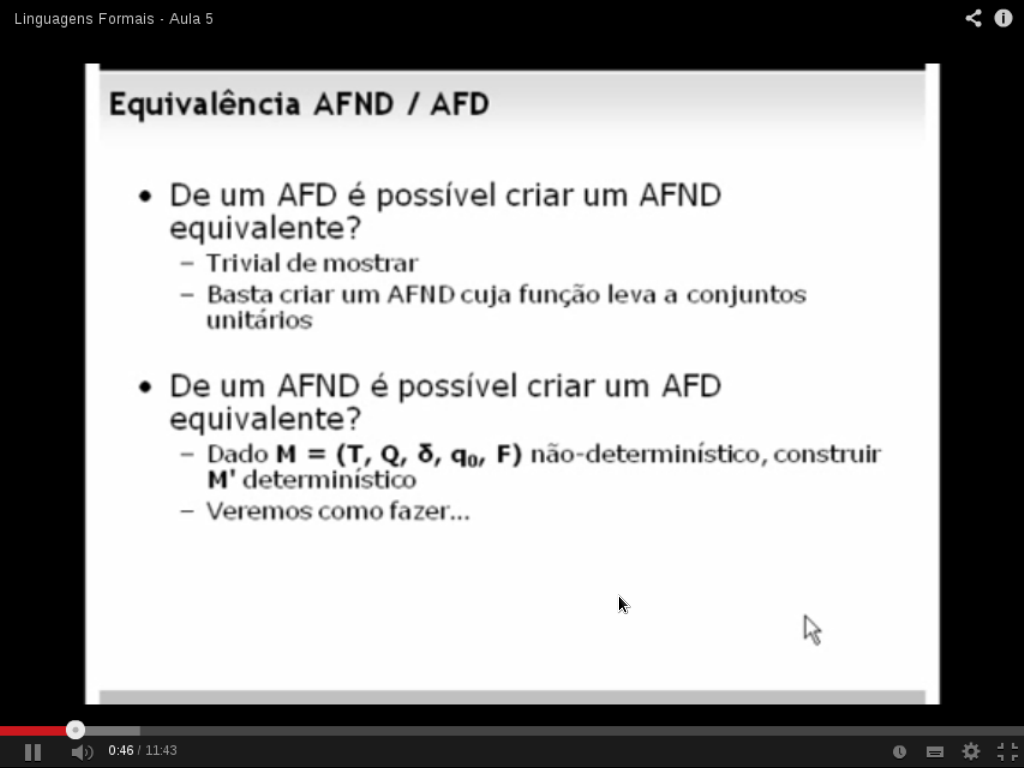 Linguagens Formais - Aula 5
Equivalência AFND / AFD
• De um AFD é possível criar um AFND
equivalente?
– Trivial de mostrar
– Basta criar um AFND cuja função leva a conjuntos
unitários
• De um AFND é possível criar um AFD
equivalente?
– Dado M = (T, Q, δ, q₀, F) não-determinístico, construir
M' determinístico
– Veremos como fazer...
0:46 / 11:43